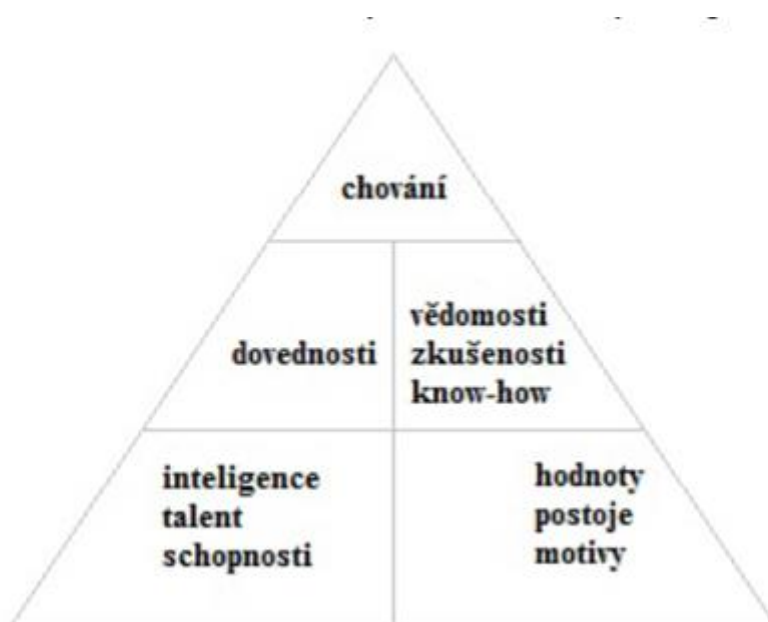 chování
dovednosti
vědomosti
zkušenosti
know-how
inteligence
talent
schopnosti
hodnoty
postoje
motivy